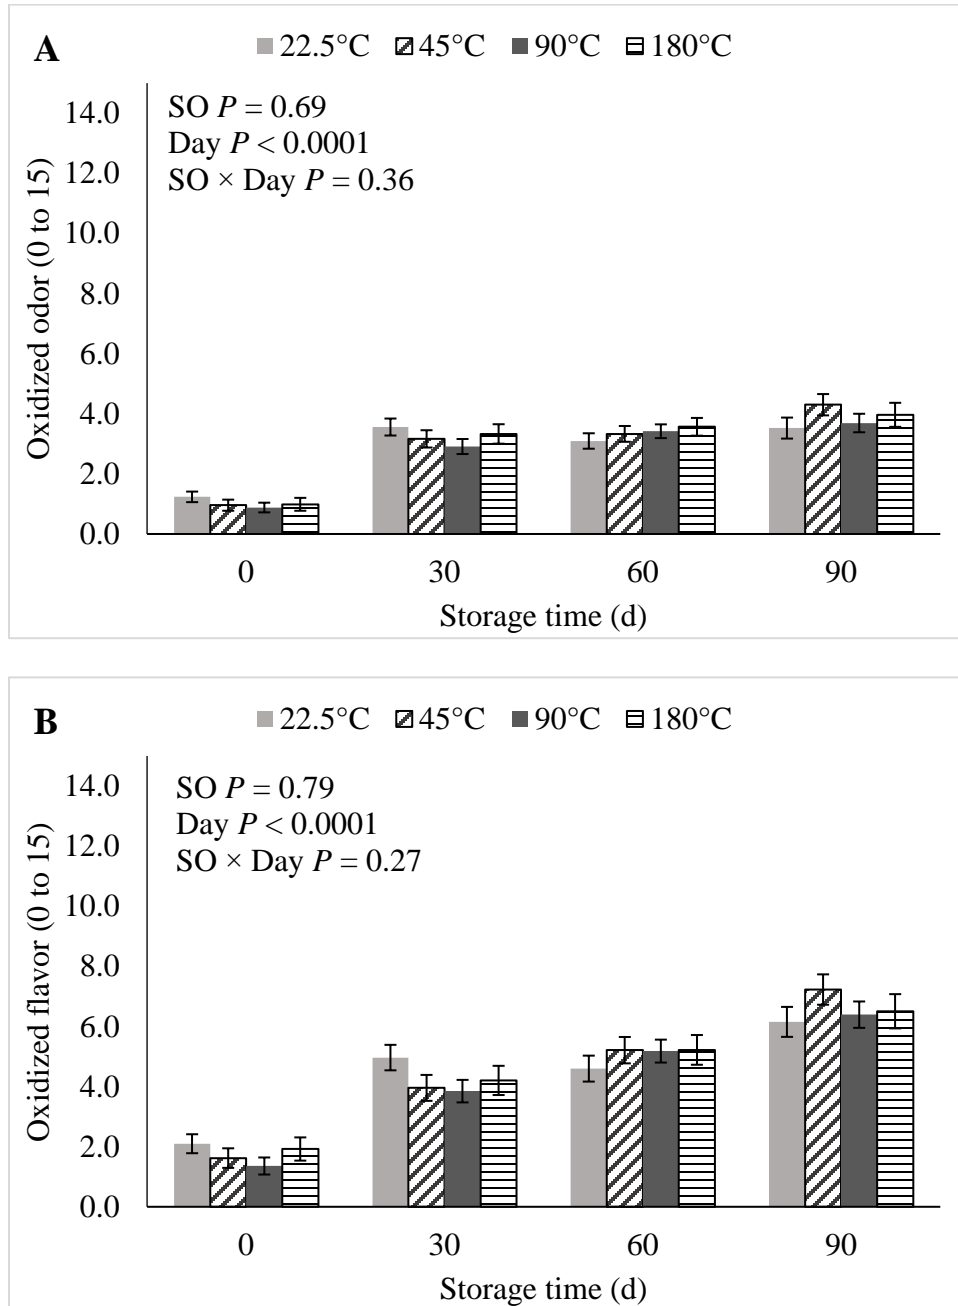 A
22.5°C 45°C 90°C 180°C
SO P = 0.69
Day P < 0.0001
SO × Day P = 0.36
Oxidized odor (0 to 15)
14.0
12.0
10.0
8.0
6.0
4.0
2.0
0.0
0 30 60 90
Storage time (d)
B
22.5°C 45°C 90°C 180°C
SO P = 0.79
Day P < 0.0001
SO × Day P = 0.27
Oxidized flavor (0 to 15)
14.0
12.0
10.0
8.0
6.0
4.0
2.0
0.0
0 30 60 90
Storage time (d)